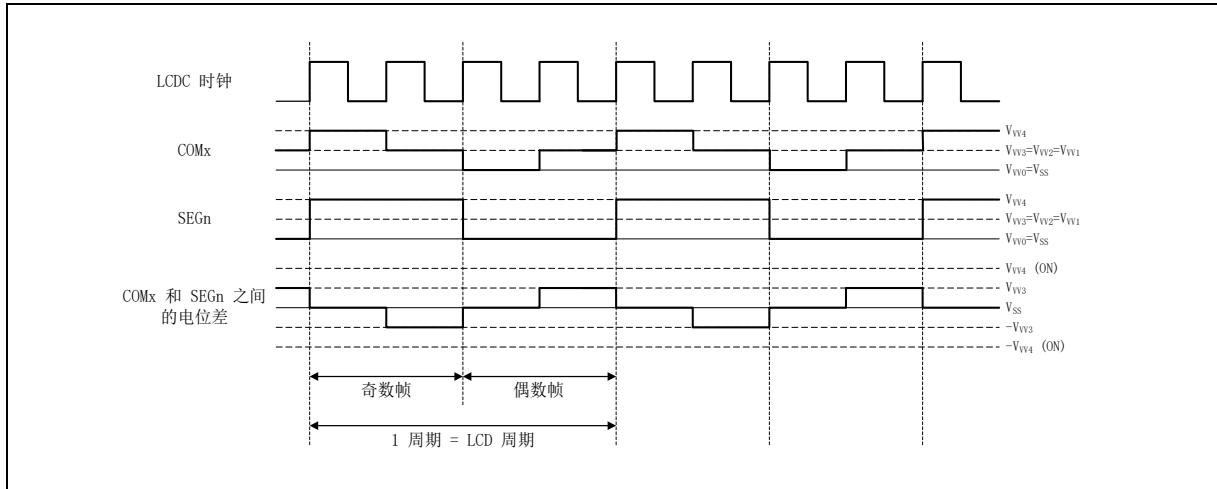 LCDC 时钟
COMx
V_VV4
V_VV3=V_VV2=V_VV1
V_VV0=V_SS
SEGn
V_VV4
V_VV3=V_VV2=V_VV1
V_VV0=V_SS
COMx 和 SEGn 之间
的电位差
V_VV4 (ON)
V_VV3
V_SS
-V_VV3
-V_VV4 (ON)
奇数帧
偶数帧
1 周期 = LCD 周期